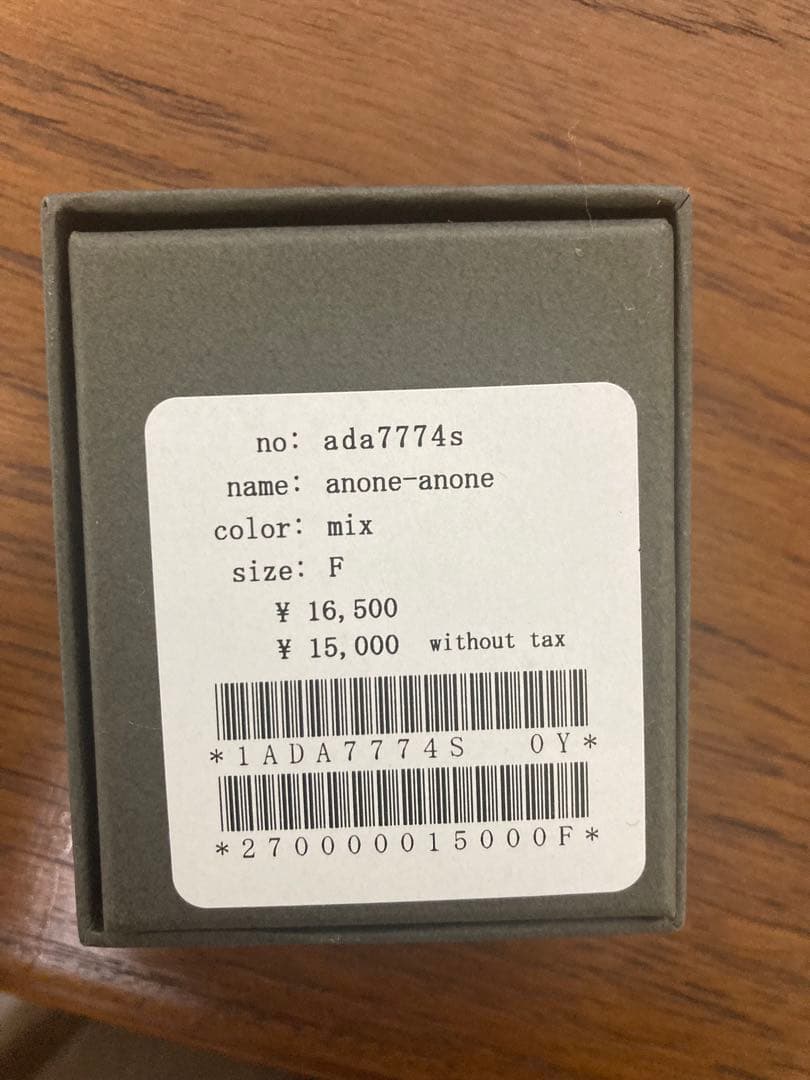 no: ada7774s
name: anone-anone
color: mix
size: F
¥ 16,500
¥ 15,000 without tax
*1ADA7774S 0Y*
*270000015000F*